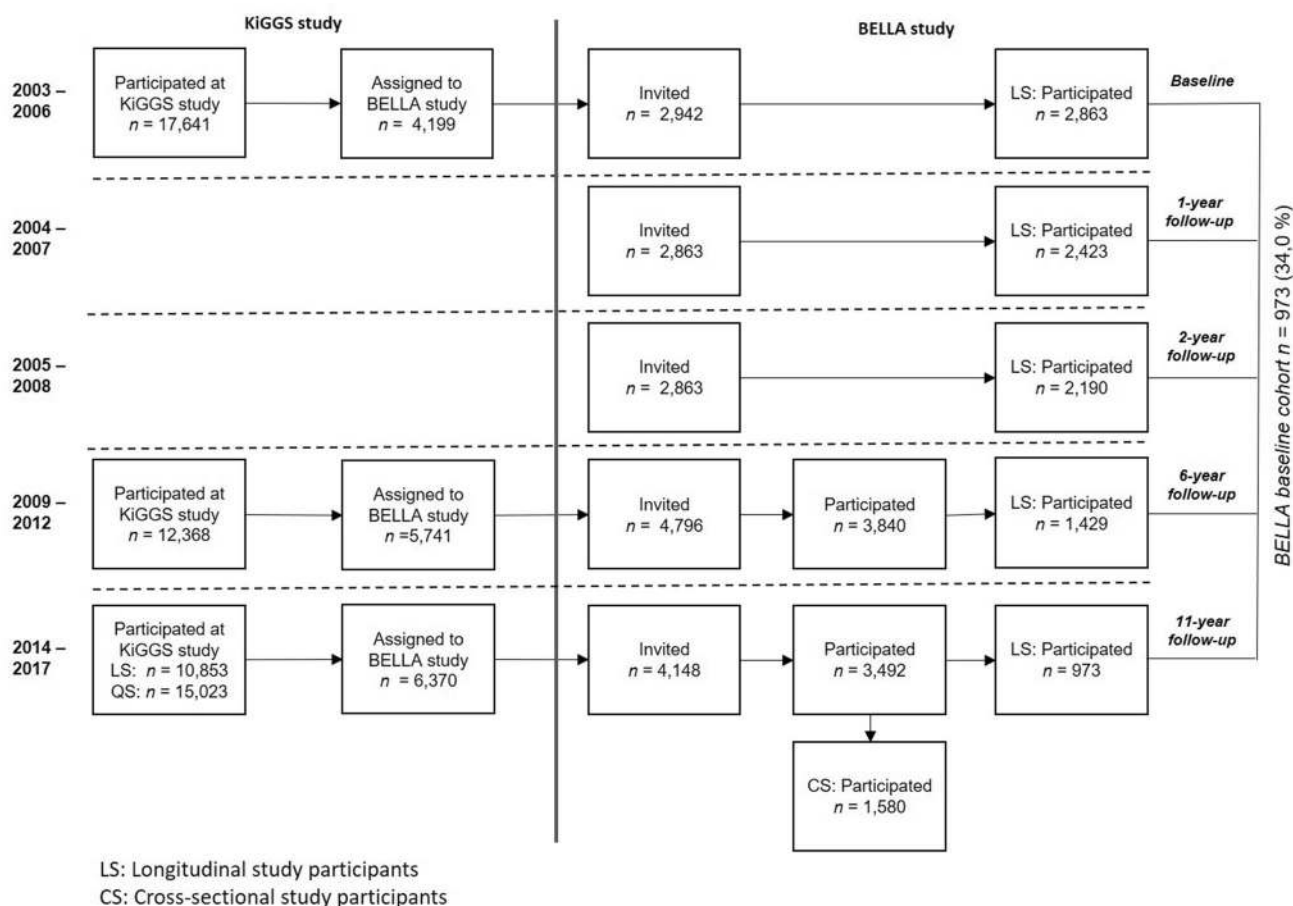 KiGGS study
BELLA study
2003 –
2006
Participated at
KiGGS study
n = 17,641
Assigned to
BELLA study
n = 4,199
Invited
n = 2,942
LS: Participated
n = 2,863
Baseline
2004 –
2007
Invited
n = 2,863
LS: Participated
n = 2,423
1-year
follow-up
2005 –
2008
Invited
n = 2,863
LS: Participated
n = 2,190
2-year
follow-up
2009 –
2012
Participated at
KiGGS study
n = 12,368
Assigned to
BELLA study
n =5,741
Invited
n = 4,796
Participated
n = 3,840
LS: Participated
n = 1,429
6-year
follow-up
2014 –
2017
Participated at
KiGGS study
LS: n = 10,853
QS: n = 15,023
Assigned to
BELLA study
n = 6,370
Invited
n = 4,148
Participated
n = 3,492
LS: Participated
n = 973
11-year
follow-up
CS: Participated
n = 1,580
BELLA baseline cohort n = 973 (34,0 %)
LS: Longitudinal study participants
CS: Cross-sectional study participants